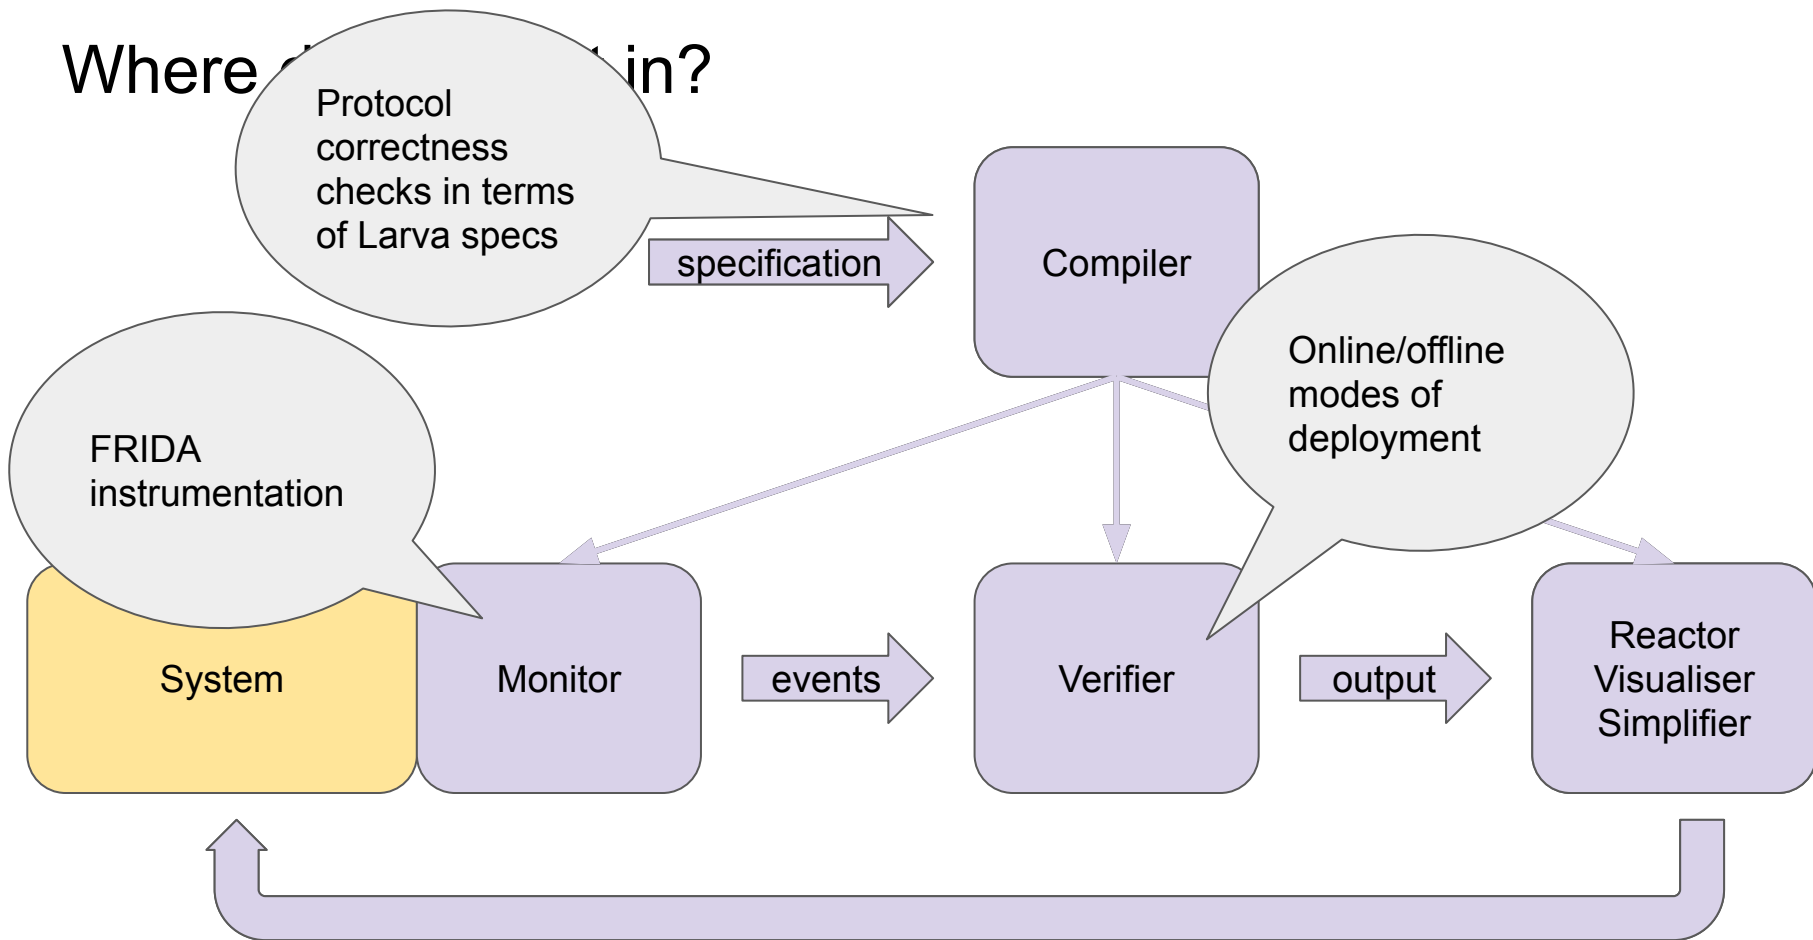 Where in?
Protocol
correctness
checks in terms
of Larva specs
specification
Compiler
Online/offline
modes of
deployment
FRIDA
instrumentation
System
Monitor
events
Verifier
output
Reactor
Visualiser
Simplifier